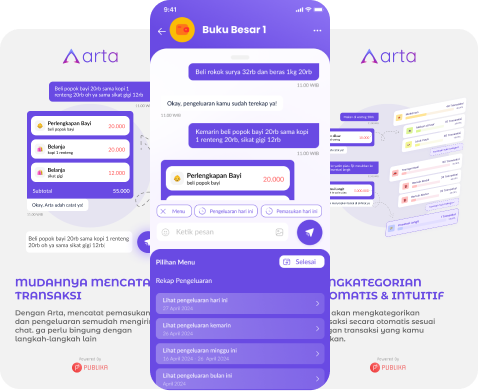 arta
Beli popok bayi 20rb sama kopi 1
renteng 20rb oh ya sama sikat gigi 12rb
11.00 WIB
Perlengkapan Bayi
beli popok bayi
20.000
Belanja
kopi 1 renteng
20.000
Belanja
sikat gigi
12.000
Subtotal
55.000
Okay, Arta udah catet ya!
Beli popok bayi 20rb sama kopi 1 renteng
20rb oh ya sama sikat gigi 12rb
MUDAHNYA MENCATA
TRANSAKSI
Dengan Arta, mencatat pemasukan
dan pengeluaran semudah mengirim
chat. ga perlu bingung dengan
langkah-langkah lain
Powered by
PUBLIKA
9:41
Buku Besar 1
Beli rokok surya 32rb dan beras 1kg 20rb
11.00 WIB
Okay, pengeluaran kamu sudah terekap ya!
11.00 WIB
Kemarin beli popok bayi 20rb sama kopi
1 renteng 20rb, sikat gigi 12rb
11.00 WIB
Perlengkapan Bayi
beli popok bayi
20.000
Menu
Pengeluaran hari ini
Pemasukan hari ini
Ketik pesan
Pilihan Menu
Selesai
Rekap Pengeluaran
Lihat pengeluaran hari ini
27 April 2024
Lihat pengeluaran kemarin
26 April 2024
Lihat pengeluaran minggu ini
Lihat pengeluaran bulan ini
April 2024
arta
NGKATEGORIAN
OMATIS & INTUITIF
akan mengkategorikan
saksi secara otomatis sesuai
gan transaksi yang kamu
kan.
Powered by
PUBLIKA